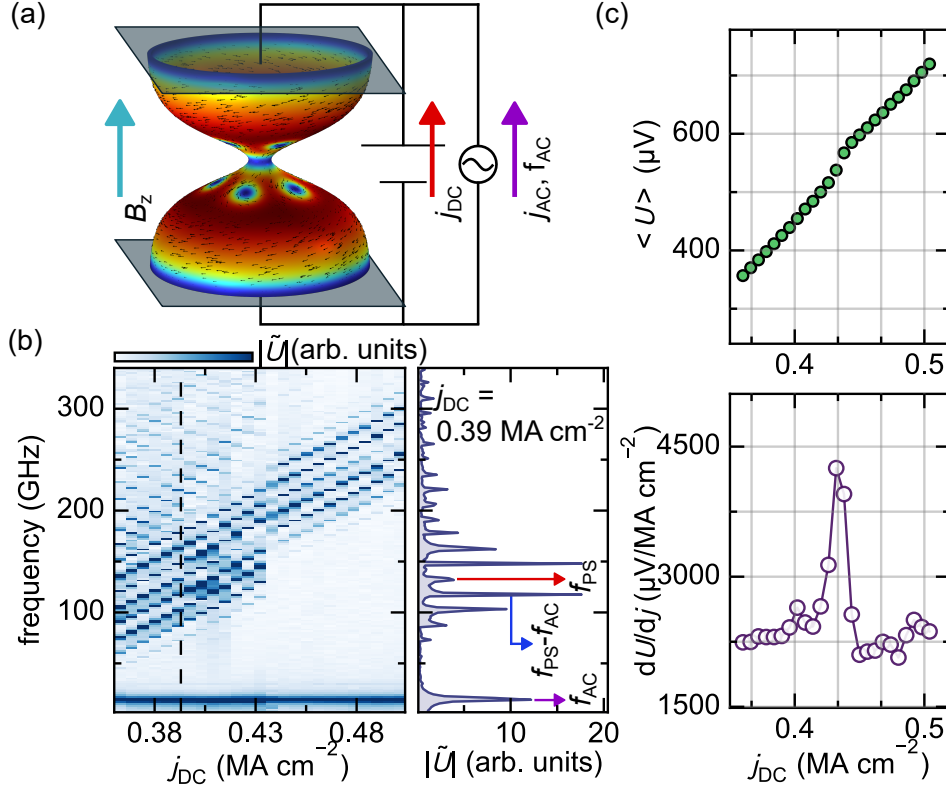 (a)
B_z
j_DC
j_AC, f_AC
(b)
|Ũ| (arb. units)
frequency (GHz)
300
200
100
0
0.38 0.43 0.48
j_DC (MA cm⁻²)
j_DC =
0.39 MA cm⁻²
f_PS
f_PS-f_AC
f_AC
0 10 20
|Ũ| (arb. units)
(c)
< U > (µV)
600
400
0.4 0.5
dU/dj (µV/MA cm⁻²)
4500
3000
1500
0.4 0.5
j_DC (MA cm⁻²)